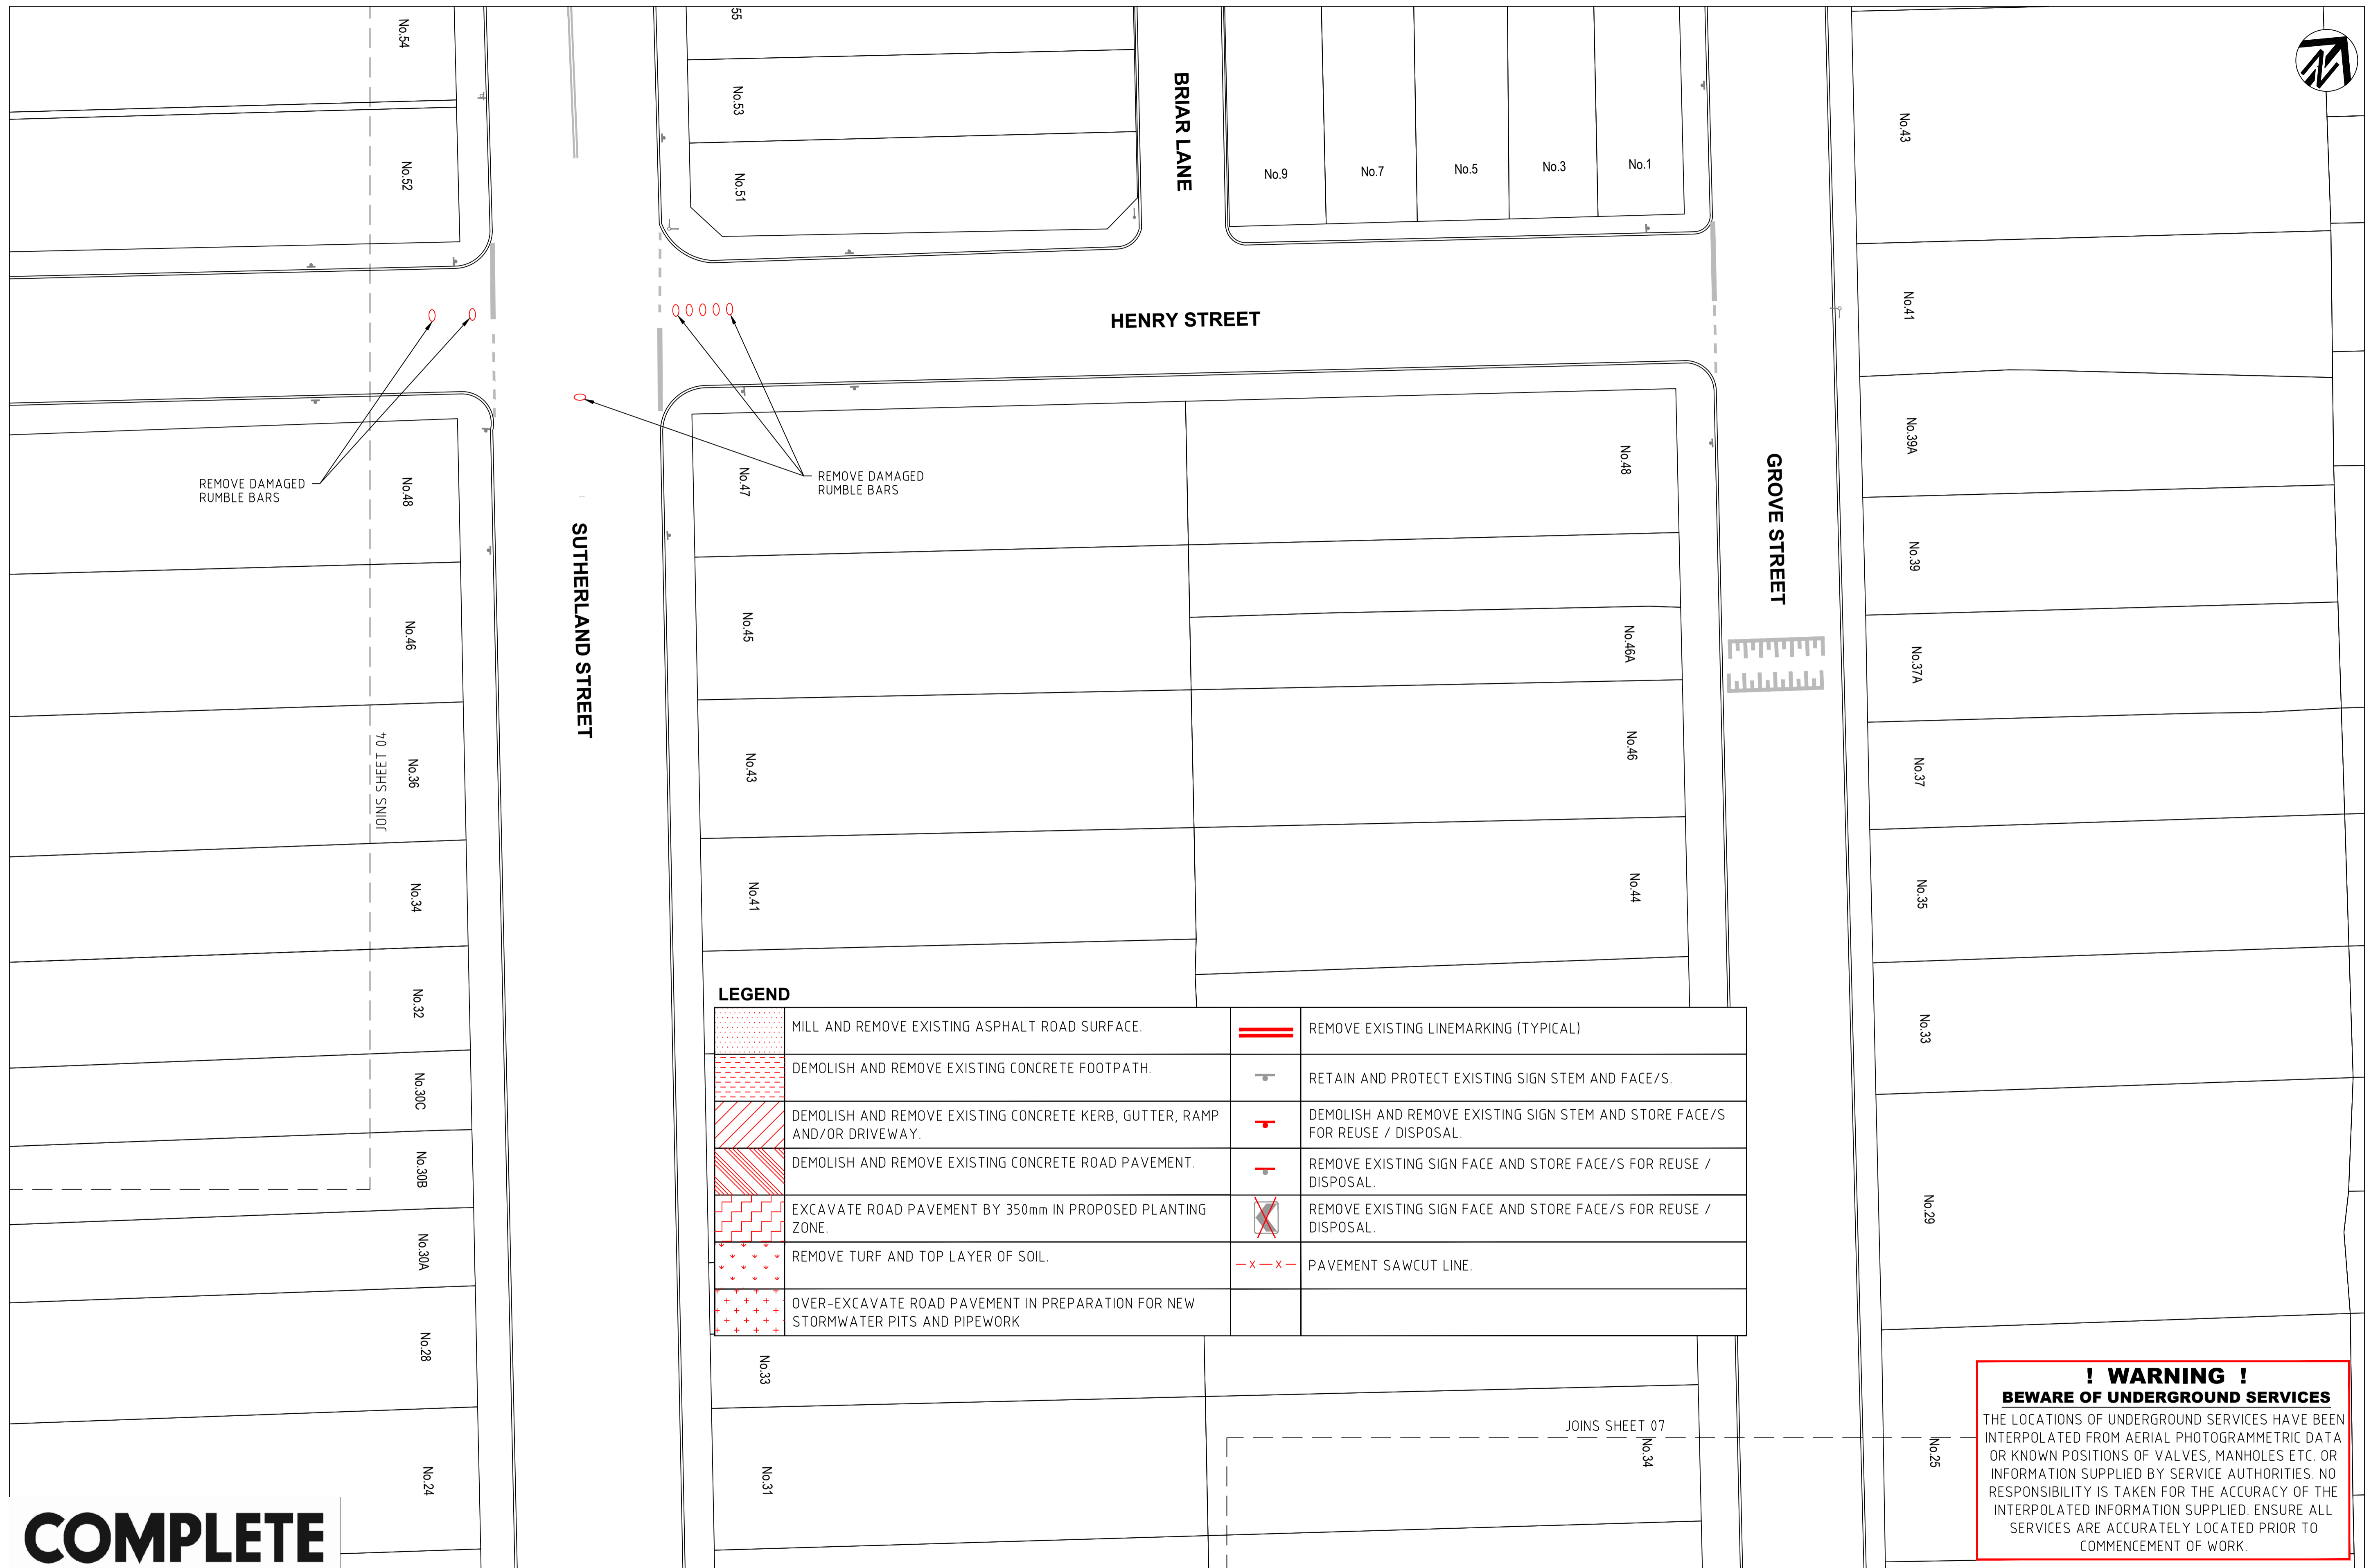 No.54
No.52
No.48
No.46
No.36
No.34
No.32
No.30C
No.30B
No.30A
No.28
No.24
JOINS SHEET 04
REMOVE DAMAGED
RUMBLE BARS
SUTHERLAND STREET
55
No.53
No.51
BRIAR LANE
No.9
No.7
No.5
No.3
No.1
HENRY STREET
REMOVE DAMAGED
RUMBLE BARS
No.47
No.45
No.43
No.41
No.33
No.31
No.48
No.46A
No.46
No.44
No.34
GROVE STREET
No.43
No.41
No.39A
No.39
No.37A
No.37
No.35
No.33
No.29
No.25
JOINS SHEET 07
LEGEND
MILL AND REMOVE EXISTING ASPHALT ROAD SURFACE.
DEMOLISH AND REMOVE EXISTING CONCRETE FOOTPATH.
DEMOLISH AND REMOVE EXISTING CONCRETE KERB, GUTTER, RAMP
AND/OR DRIVEWAY.
DEMOLISH AND REMOVE EXISTING CONCRETE ROAD PAVEMENT.
EXCAVATE ROAD PAVEMENT BY 350mm IN PROPOSED PLANTING
ZONE.
REMOVE TURF AND TOP LAYER OF SOIL.
OVER-EXCAVATE ROAD PAVEMENT IN PREPARATION FOR NEW
STORMWATER PITS AND PIPEWORK
REMOVE EXISTING LINEMARKING (TYPICAL)
RETAIN AND PROTECT EXISTING SIGN STEM AND FACE/S.
DEMOLISH AND REMOVE EXISTING SIGN STEM AND STORE FACE/S
FOR REUSE / DISPOSAL.
REMOVE EXISTING SIGN FACE AND STORE FACE/S FOR REUSE /
DISPOSAL.
REMOVE EXISTING SIGN FACE AND STORE FACE/S FOR REUSE /
DISPOSAL.
X X
PAVEMENT SAWCUT LINE.
! WARNING !
BEWARE OF UNDERGROUND SERVICES
THE LOCATIONS OF UNDERGROUND SERVICES HAVE BEEN
INTERPOLATED FROM AERIAL PHOTOGRAMMETRIC DATA
OR KNOWN POSITIONS OF VALVES, MANHOLES ETC. OR
INFORMATION SUPPLIED BY SERVICE AUTHORITIES. NO
RESPONSIBILITY IS TAKEN FOR THE ACCURACY OF THE
INTERPOLATED INFORMATION SUPPLIED. ENSURE ALL
SERVICES ARE ACCURATELY LOCATED PRIOR TO
COMMENCEMENT OF WORK.
COMPLETE
N